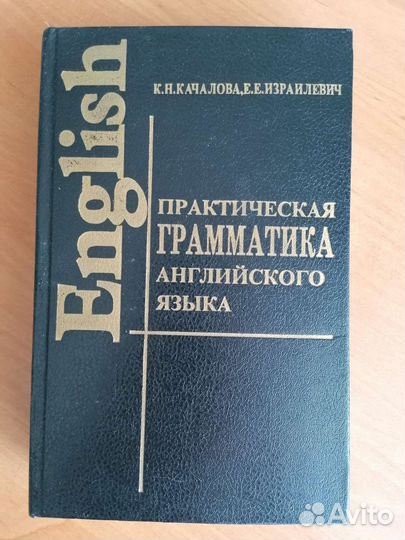 English
К.Н.КАЧАЛОВА,Е.Е.ИЗРАИЛЕВИЧ
ПРАКТИЧЕСКАЯ
ГРАММАТИКА
АНГЛИЙСКОГО
ЯЗЫКА
Avito